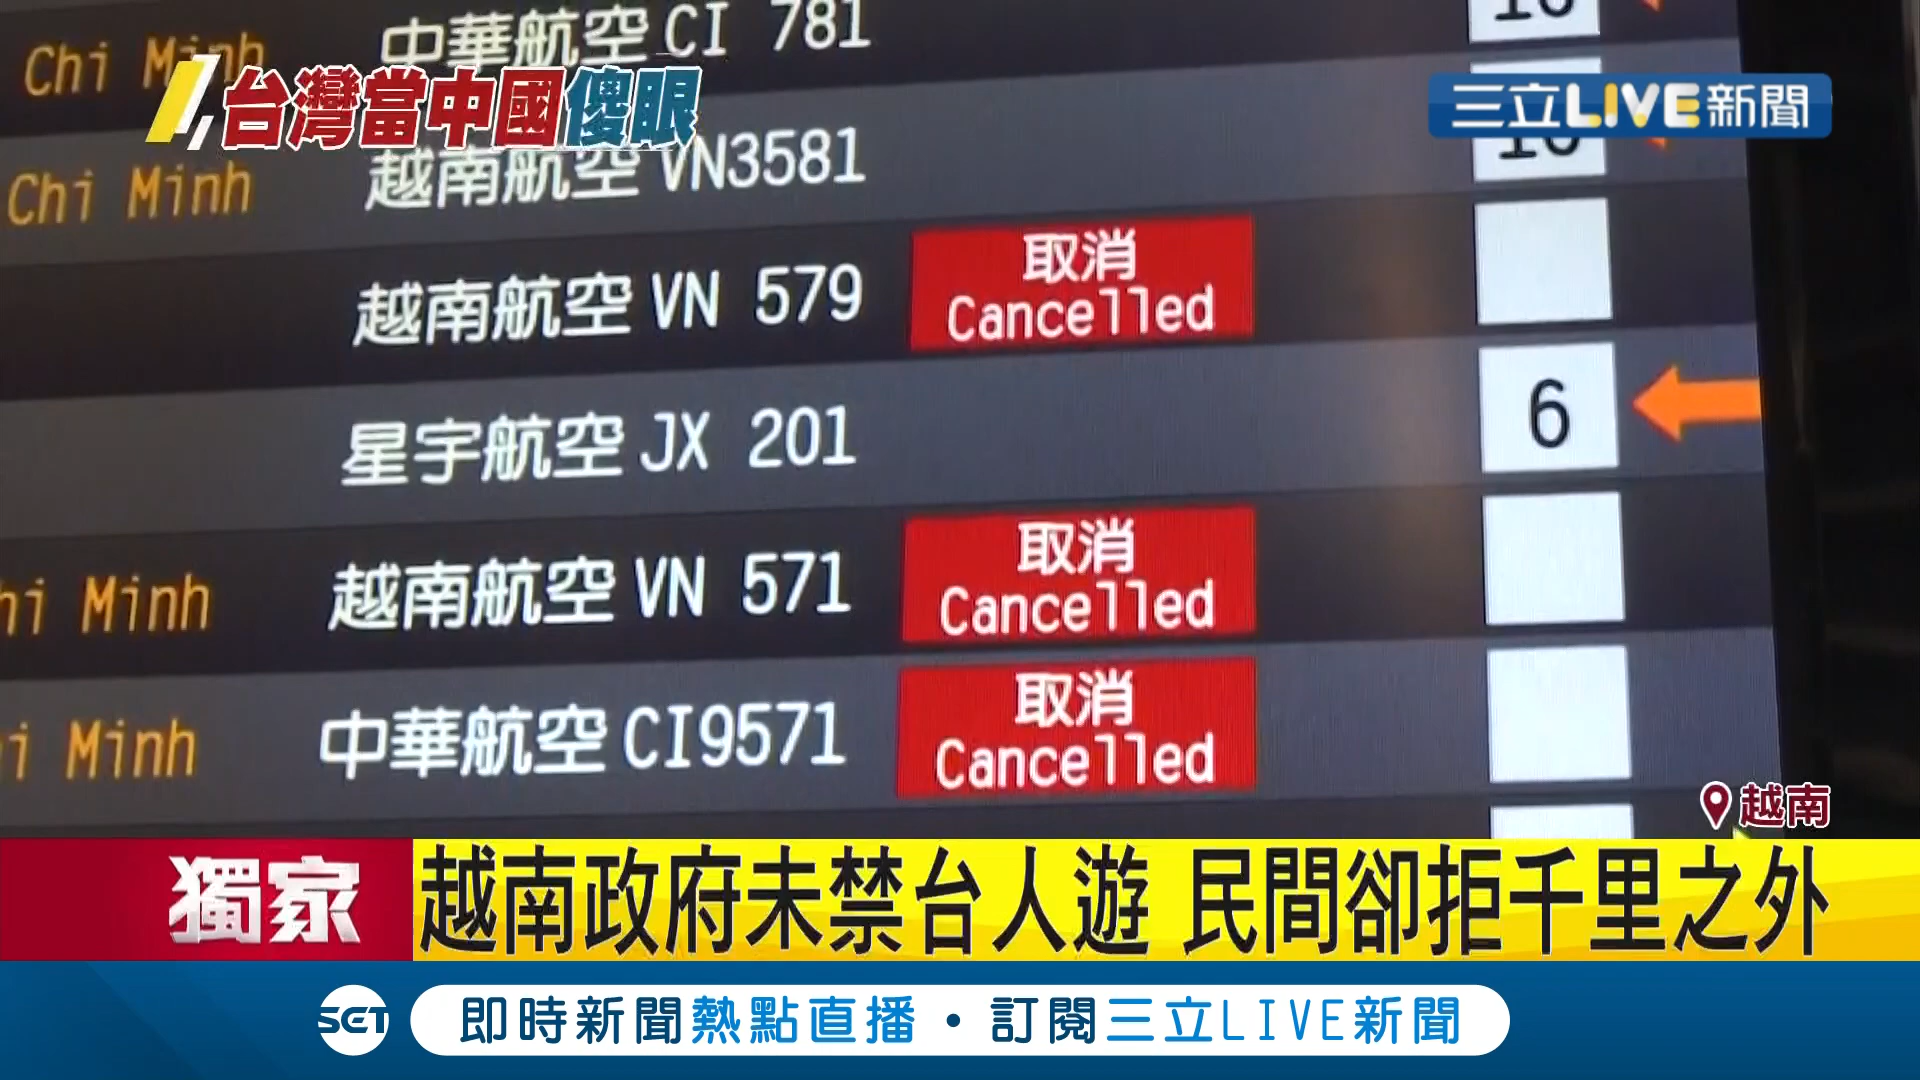 Chi Minh 中華航空 CI 781
台灣當中國傻眼
三立LIVE新聞
Chi Minh 越南航空 VN3581
越南航空 VN 579 取消
Cancelled
星宇航空 JX 201 6
hi Minh 越南航空 VN 571 取消
Cancelled
i Minh 中華航空 CI9571 取消
Cancelled
越南
獨家 越南政府未禁台人遊 民間卻拒千里之外
SET 即時新聞熱點直播・訂閱三立LIVE新聞